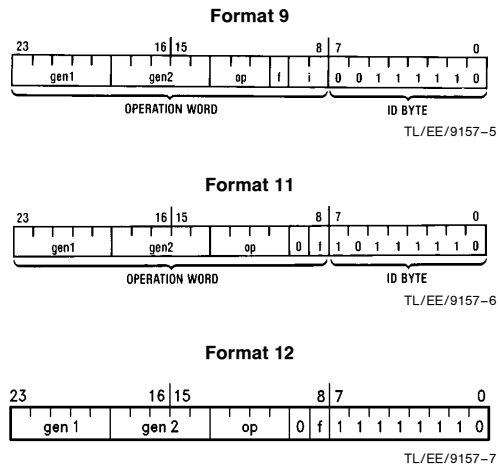 Format 9
23 16 15 8 7 0
gen1 gen2 op f i 0 0 1 1 1 1 1 0
OPERATION WORD ID BYTE
TL/EE/9157–5
Format 11
23 16 15 8 7 0
gen1 gen2 op 0 f 1 0 1 1 1 1 1 0
OPERATION WORD ID BYTE
TL/EE/9157–6
Format 12
23 16 15 8 7 0
gen 1 gen 2 op 0 f 1 1 1 1 1 1 1 0
TL/EE/9157–7